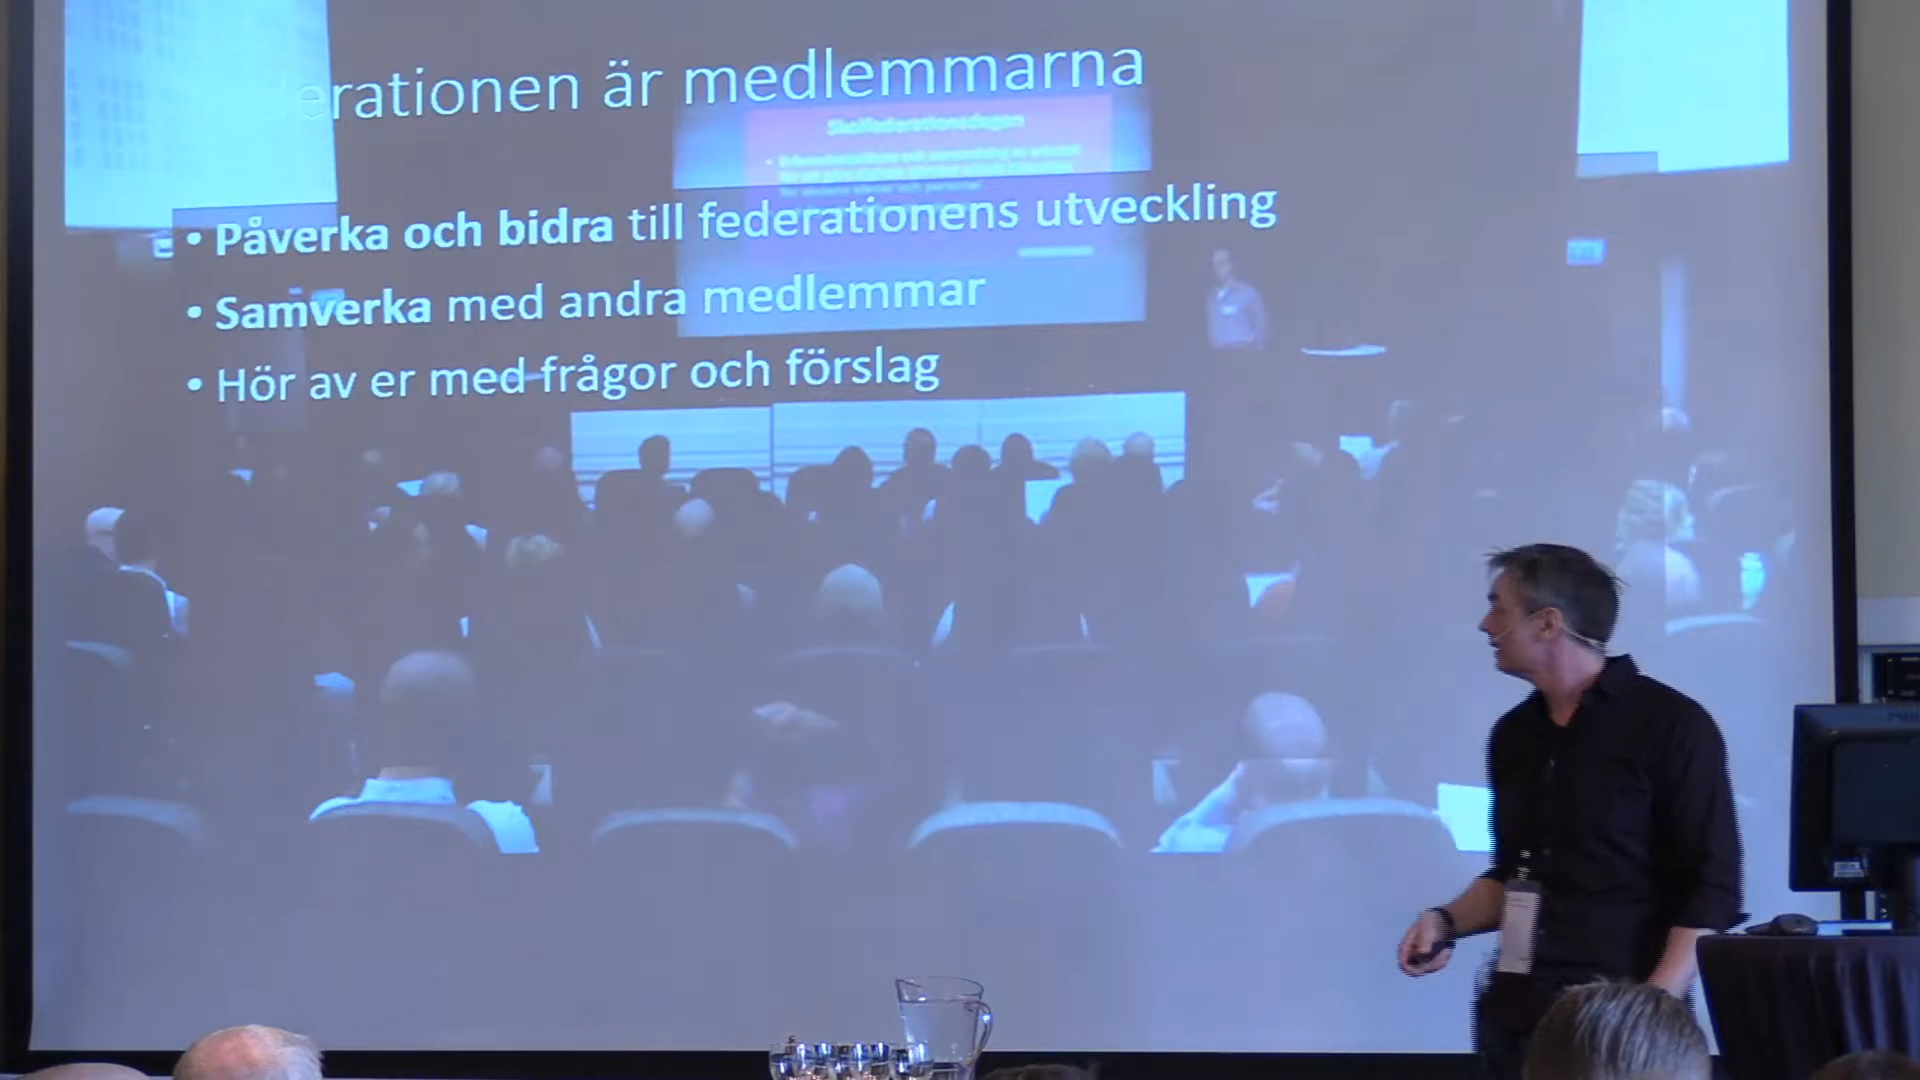 erationen är medlemmarna
Skolfederationsdagen
• Påverka och bidra till federationens utveckling
• Samverka med andra medlemmar
• Hör av er med frågor och förslag